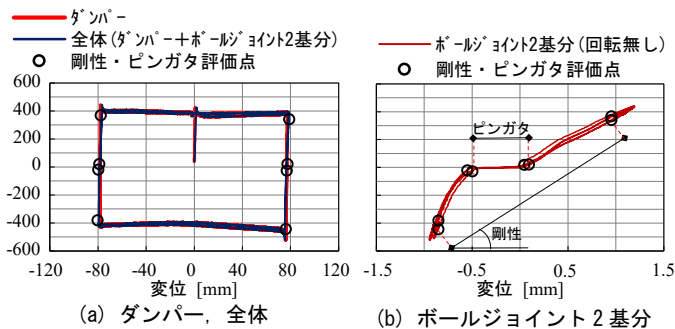 ﾀﾞﾝﾊﾟｰ
全体(ﾀﾞﾝﾊﾟｰ＋ﾎﾞｰﾙｼﾞｮｲﾝﾄ2基分)
剛性・ピンガタ評価点
600
400
200
0
-200
-400
-600
-120 -80 -40 0 40 80 120
変位 [mm]
(a) ダンパー, 全体
ﾎﾞｰﾙｼﾞｮｲﾝﾄ2基分(回転無し)
剛性・ピンガタ評価点
ピンガタ
剛性
-1.5 -0.5 0.5 1.5
変位 [mm]
(b) ボールジョイント 2 基分